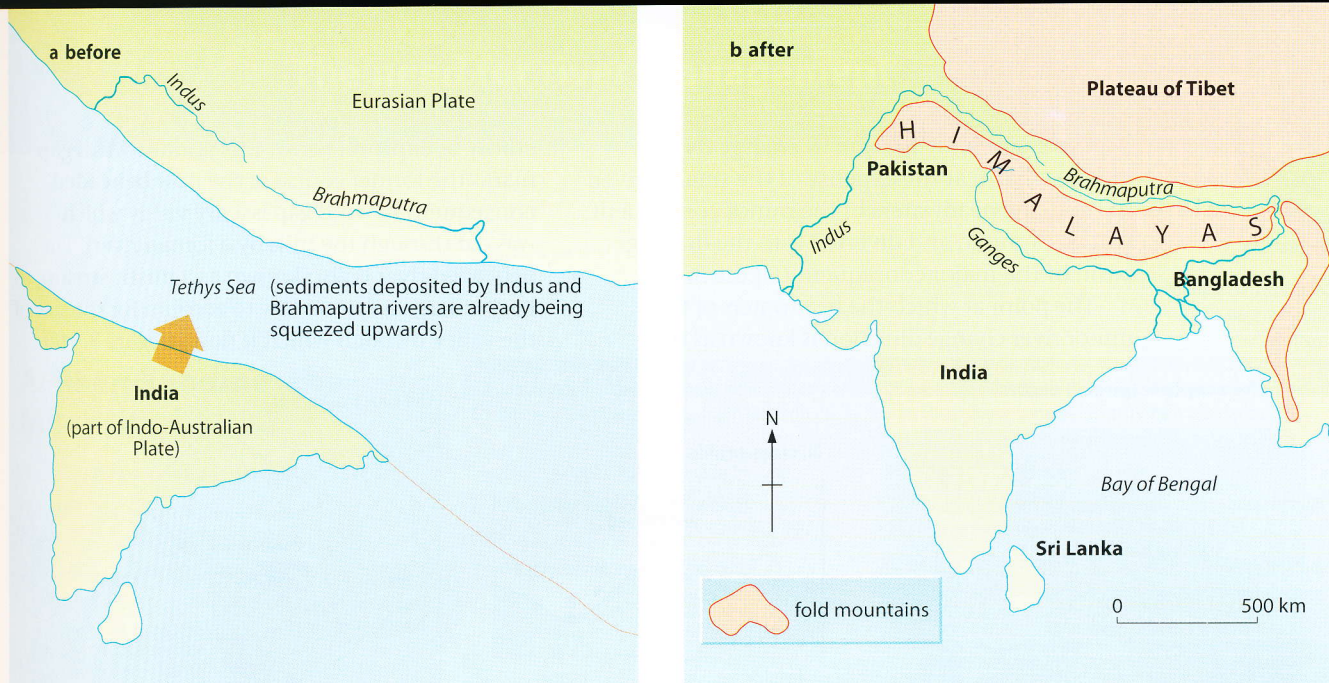 a before
Indus
Eurasian Plate
Brahmaputra
Tethys Sea (sediments deposited by Indus and
Brahmaputra rivers are already being
squeezed upwards)
India
(part of Indo-Australian
Plate)
b after
Plateau of Tibet
HIMALAYAS
Pakistan
Brahmaputra
Indus
Ganges
Bangladesh
India
N
Bay of Bengal
Sri Lanka
fold mountains
0 500 km